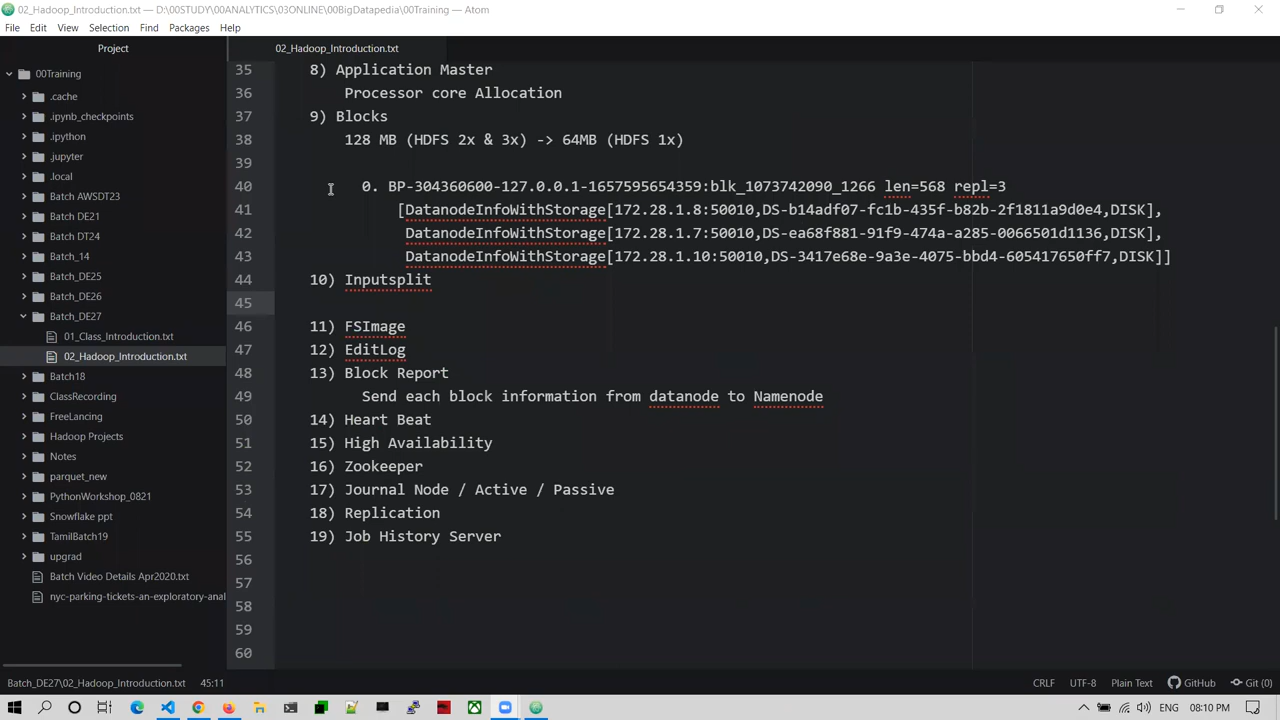 02_Hadoop_Introduction.txt — D:\00STUDY\00ANALYTICS\03ONLINE\00BigDatapedia\00Training — Atom
File Edit View Selection Find Packages Help
Project
00Training
.cache
.ipynb_checkpoints
.ipython
.jupyter
.local
Batch AWSDT23
Batch DE21
Batch DT24
Batch_14
Batch_DE25
Batch_DE26
Batch_DE27
01_Class_Introduction.txt
02_Hadoop_Introduction.txt
Batch18
ClassRecording
FreeLancing
Hadoop Projects
Notes
parquet_new
PythonWorkshop_0821
Snowflake ppt
TamilBatch19
upgrad
Batch Video Details Apr2020.txt
nyc-parking-tickets-an-exploratory-anal
02_Hadoop_Introduction.txt
35 8) Application Master
36 Processor core Allocation
37 9) Blocks
38 128 MB (HDFS 2x & 3x) -> 64MB (HDFS 1x)
39
40 0. BP-304360600-127.0.0.1-1657595654359:blk_1073742090_1266 len=568 repl=3
41 [DatanodeInfoWithStorage[172.28.1.8:50010,DS-b14adf07-fc1b-435f-b82b-2f1811a9d0e4,DISK],
42 DatanodeInfoWithStorage[172.28.1.7:50010,DS-ea68f881-91f9-474a-a285-0066501d1136,DISK],
43 DatanodeInfoWithStorage[172.28.1.10:50010,DS-3417e68e-9a3e-4075-bbd4-605417650ff7,DISK]]
44 10) Inputsplit
45
46 11) FSImage
47 12) EditLog
48 13) Block Report
49 Send each block information from datanode to Namenode
50 14) Heart Beat
51 15) High Availability
52 16) Zookeeper
53 17) Journal Node / Active / Passive
54 18) Replication
55 19) Job History Server
56
57
58
59
60
Batch_DE27\02_Hadoop_Introduction.txt 45:11 CRLF UTF-8 Plain Text GitHub Git (0)
ENG 08:10 PM